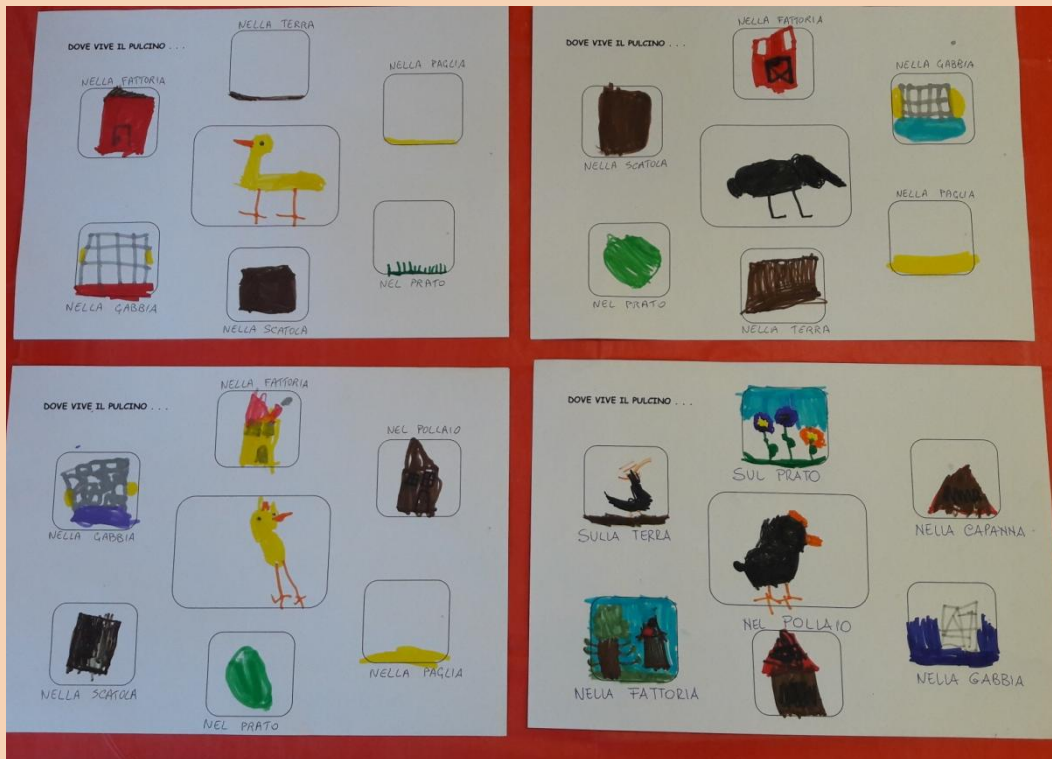 DOVE VIVE IL PULCINO . . .
NELLA TERRA
NELLA FATTORIA
NELLA PAGLIA
NEL PRATO
NELLA GABBIA
NELLA SCATOLA
DOVE VIVE IL PULCINO . . .
NELLA FATTORIA
NELLA GABBIA
NELLA SCATOLA
NELLA PAGLIA
NEL PRATO
NELLA TERRA
DOVE VIVE IL PULCINO . . .
NELLA FATTORIA
NEL POLLAIO
NELLA GABBIA
NELLA PAGLIA
NELLA SCATOLA
NEL PRATO
DOVE VIVE IL PULCINO . . .
SUL PRATO
SULLA TERRA
NELLA CAPANNA
NEL POLLAIO
NELLA FATTORIA
NELLA GABBIA